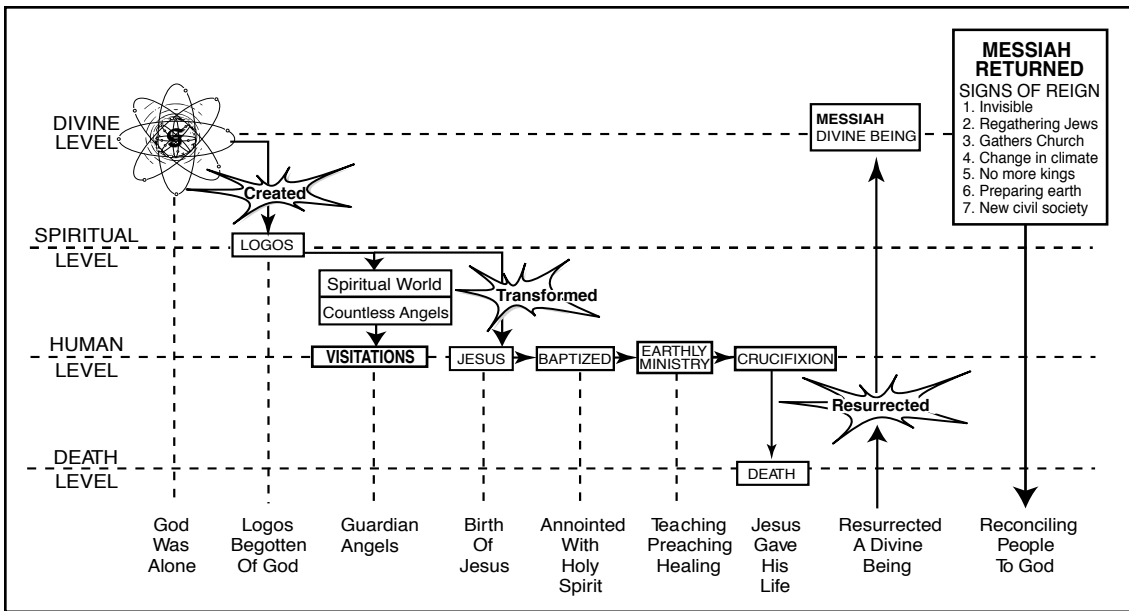 MESSIAH
RETURNED
SIGNS OF REIGN
1. Invisible
2. Regathering Jews
3. Gathers Church
4. Change in climate
5. No more kings
6. Preparing earth
7. New civil society
DIVINE
LEVEL
S
MESSIAH
DIVINE BEING
Created
SPIRITUAL
LEVEL
LOGOS
Spiritual World
Countless Angels
Transformed
HUMAN
LEVEL
VISITATIONS
JESUS
BAPTIZED
EARTHLY
MINISTRY
CRUCIFIXION
Resurrected
DEATH
LEVEL
DEATH
God
Was
Alone
Logos
Begotten
Of God
Guardian
Angels
Birth
Of
Jesus
Annointed
With
Holy
Spirit
Teaching
Preaching
Healing
Jesus
Gave
His
Life
Resurrected
A Divine
Being
Reconciling
People
To God